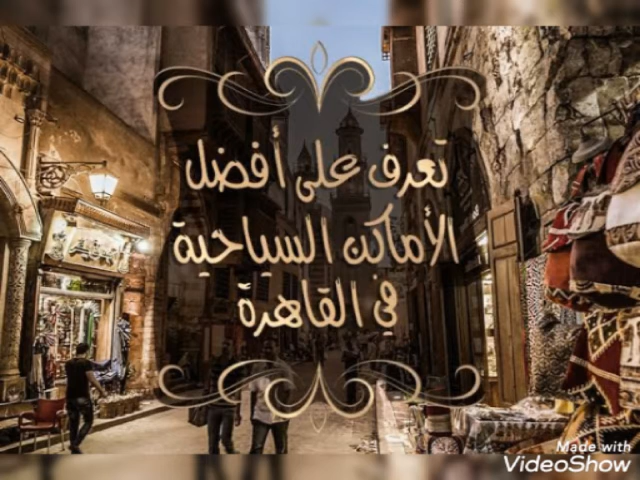 تعرف على أفضل
الأماكن السياحية
في القاهرة
Made with
VideoShow